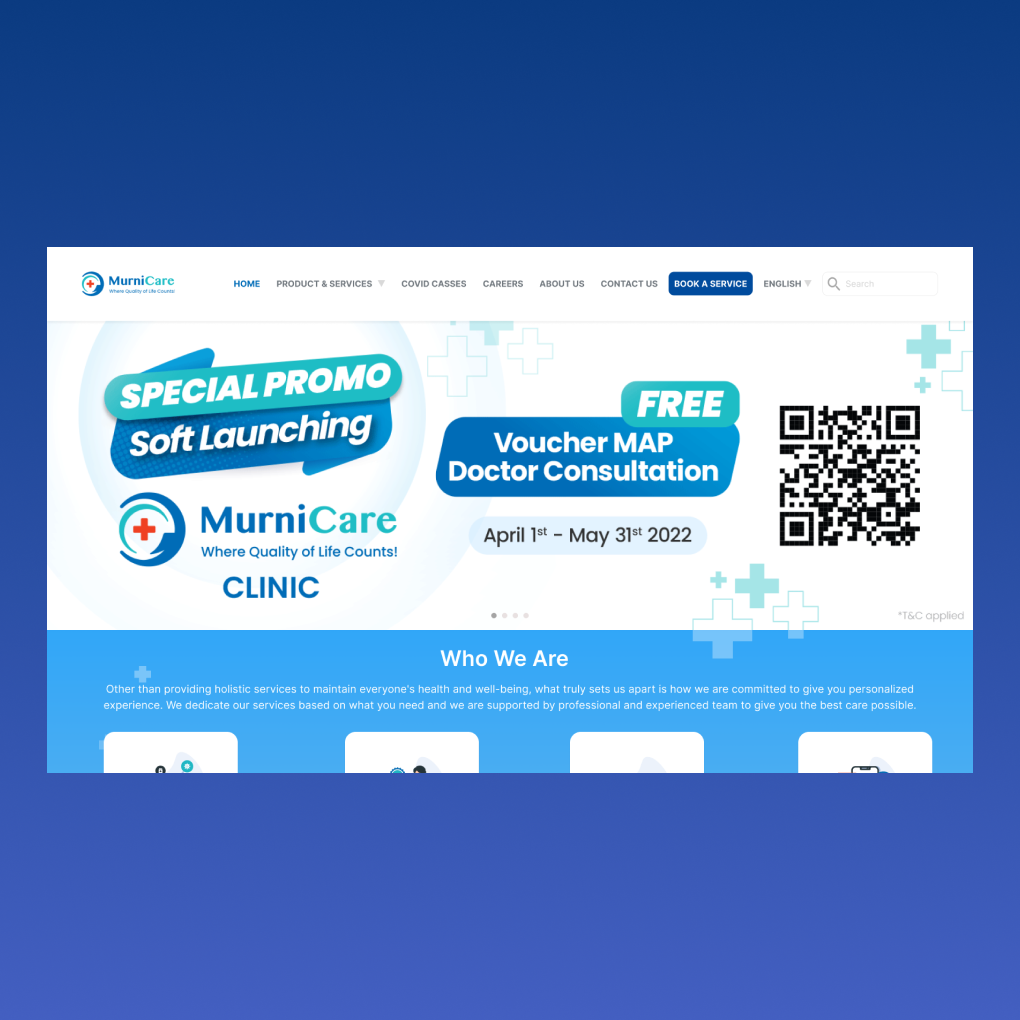 MurniCare
Where Quality of Life Counts!
HOME
PRODUCT & SERVICES
COVID CASSES
CAREERS
ABOUT US
CONTACT US
BOOK A SERVICE
ENGLISH
Search
SPECIAL PROMO
Soft Launching
MurniCare
Where Quality of Life Counts!
CLINIC
FREE
Voucher MAP
Doctor Consultation
April 1st - May 31st 2022
*T&C applied
Who We Are
Other than providing holistic services to maintain everyone's health and well-being, what truly sets us apart is how we are committed to give you personalized
experience. We dedicate our services based on what you need and we are supported by professional and experienced team to give you the best care possible.